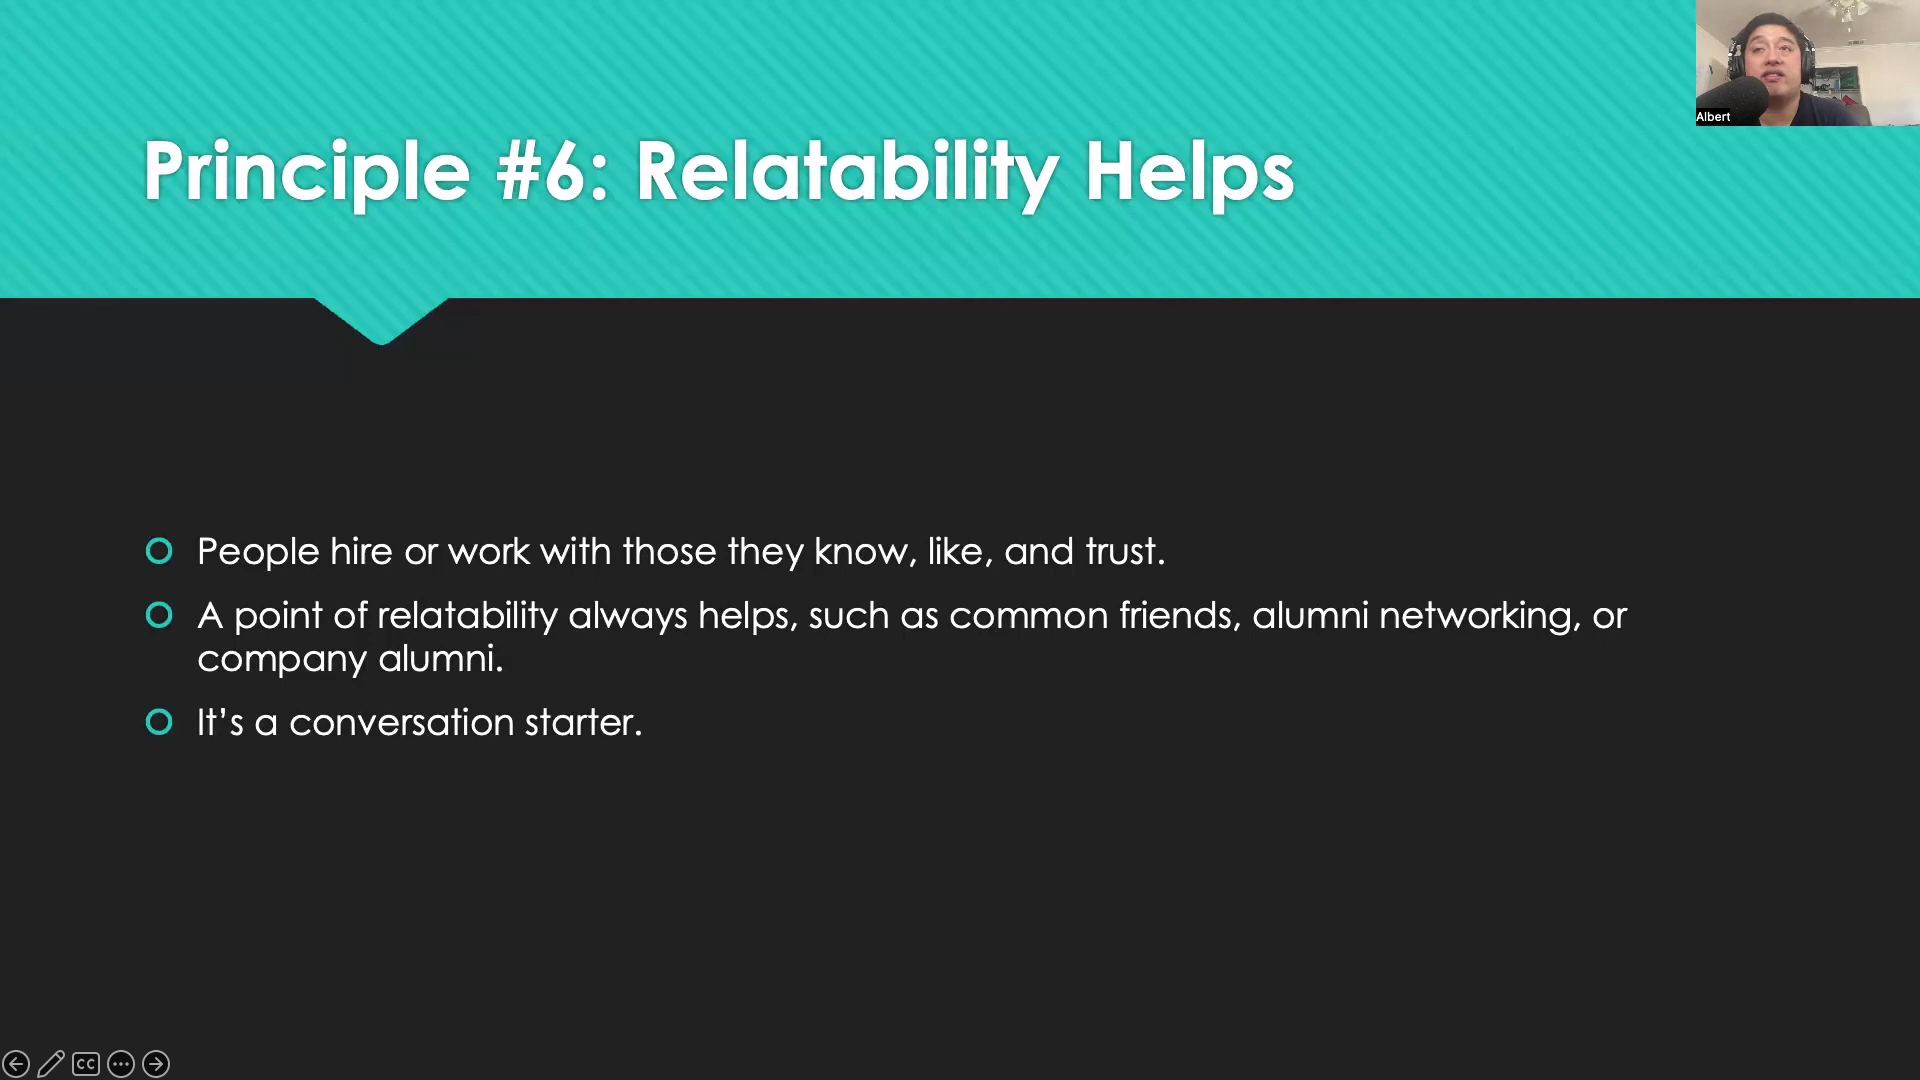 Albert
Principle #6: Relatability Helps
People hire or work with those they know, like, and trust.
A point of relatability always helps, such as common friends, alumni networking, or
company alumni.
It’s a conversation starter.
CC